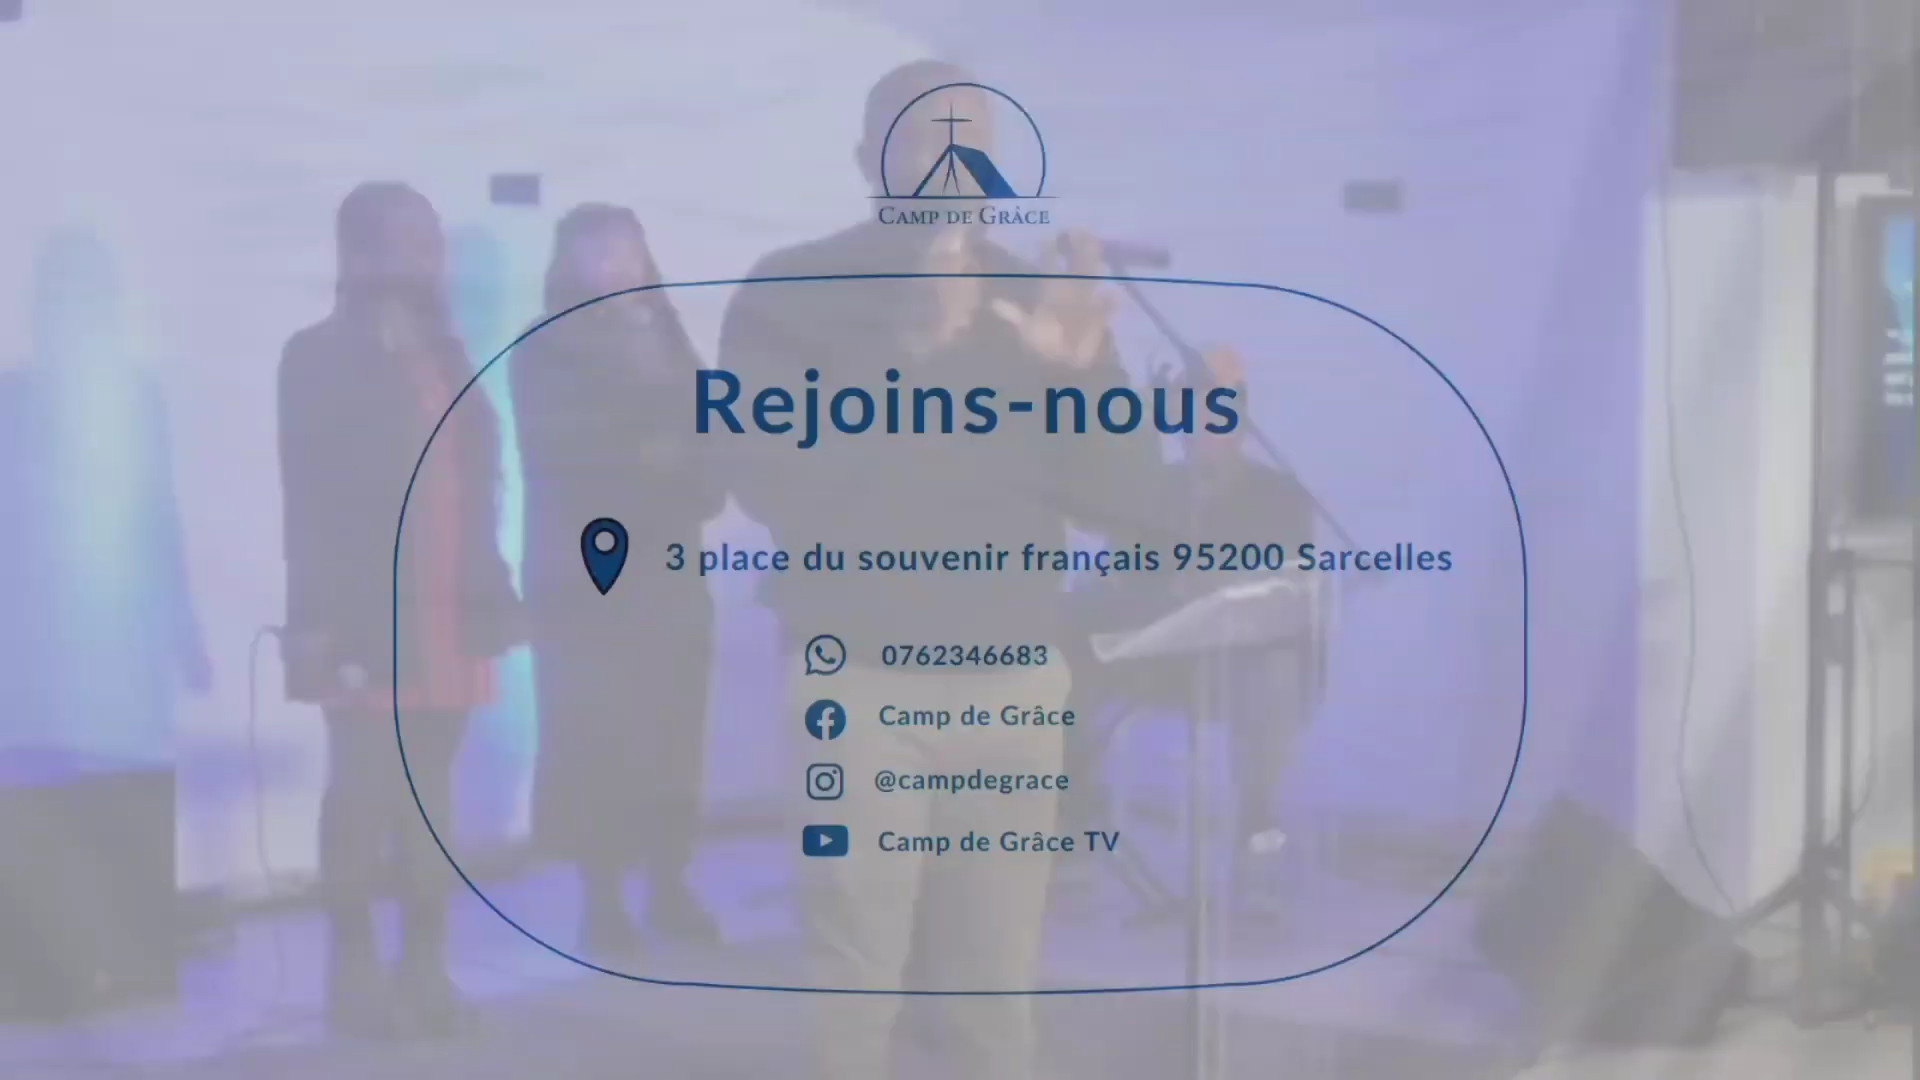 CAMP DE GRÂCE
Rejoins-nous
3 place du souvenir français 95200 Sarcelles
0762346683
Camp de Grâce
@campdegrace
Camp de Grâce TV